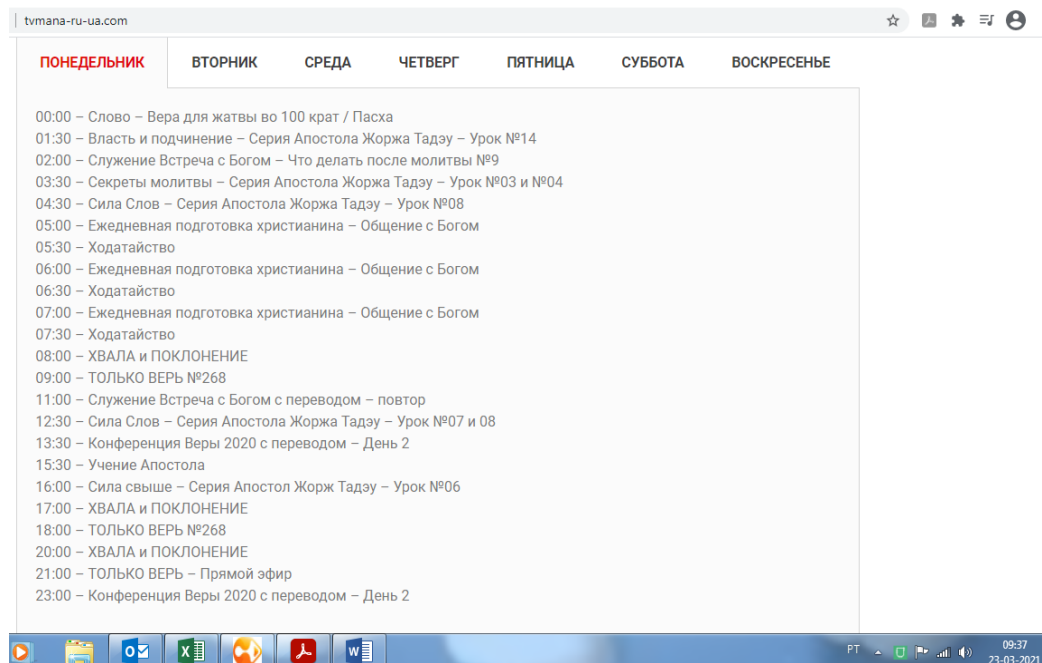 tvmana-ru-ua.com
ПОНЕДЕЛЬНИК ВТОРНИК СРЕДА ЧЕТВЕРГ ПЯТНИЦА СУББОТА ВОСКРЕСЕНЬЕ
00:00 – Слово – Вера для жатвы во 100 крат / Пасха
01:30 – Власть и подчинение – Серия Апостола Жоржа Тадэу – Урок №14
02:00 – Служение Встреча с Богом – Что делать после молитвы №9
03:30 – Секреты молитвы – Серия Апостола Жоржа Тадэу – Урок №03 и №04
04:30 – Сила Слов – Серия Апостола Жоржа Тадэу – Урок №08
05:00 – Ежедневная подготовка христианина – Общение с Богом
05:30 – Ходатайство
06:00 – Ежедневная подготовка христианина – Общение с Богом
06:30 – Ходатайство
07:00 – Ежедневная подготовка христианина – Общение с Богом
07:30 – Ходатайство
08:00 – ХВАЛА и ПОКЛОНЕНИЕ
09:00 – ТОЛЬКО ВЕРЬ №268
11:00 – Служение Встреча с Богом с переводом – повтор
12:30 – Сила Слов – Серия Апостола Жоржа Тадэу – Урок №07 и 08
13:30 – Конференция Веры 2020 с переводом – День 2
15:30 – Учение Апостола
16:00 – Сила свыше – Серия Апостол Жорж Тадэу – Урок №06
17:00 – ХВАЛА и ПОКЛОНЕНИЕ
18:00 – ТОЛЬКО ВЕРЬ №268
20:00 – ХВАЛА и ПОКЛОНЕНИЕ
21:00 – ТОЛЬКО ВЕРЬ – Прямой эфир
23:00 – Конференция Веры 2020 с переводом – День 2
PT
09:37
23-03-2021